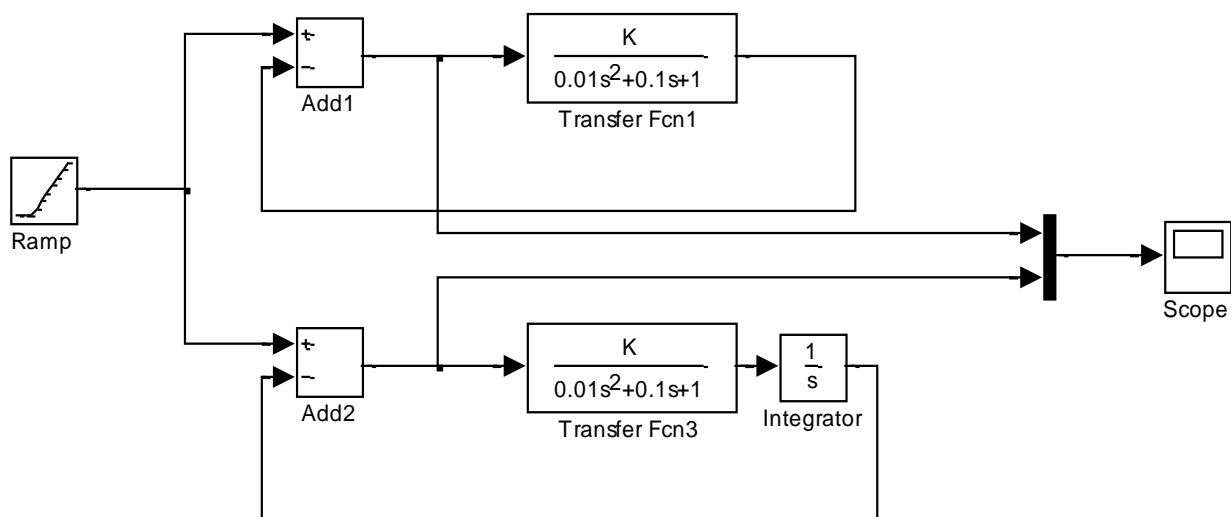 +
−
Add1
K
0.01s²+0.1s+1
Transfer Fcn1
Ramp
Scope
+
−
Add2
K
0.01s²+0.1s+1
Transfer Fcn3
1
s
Integrator